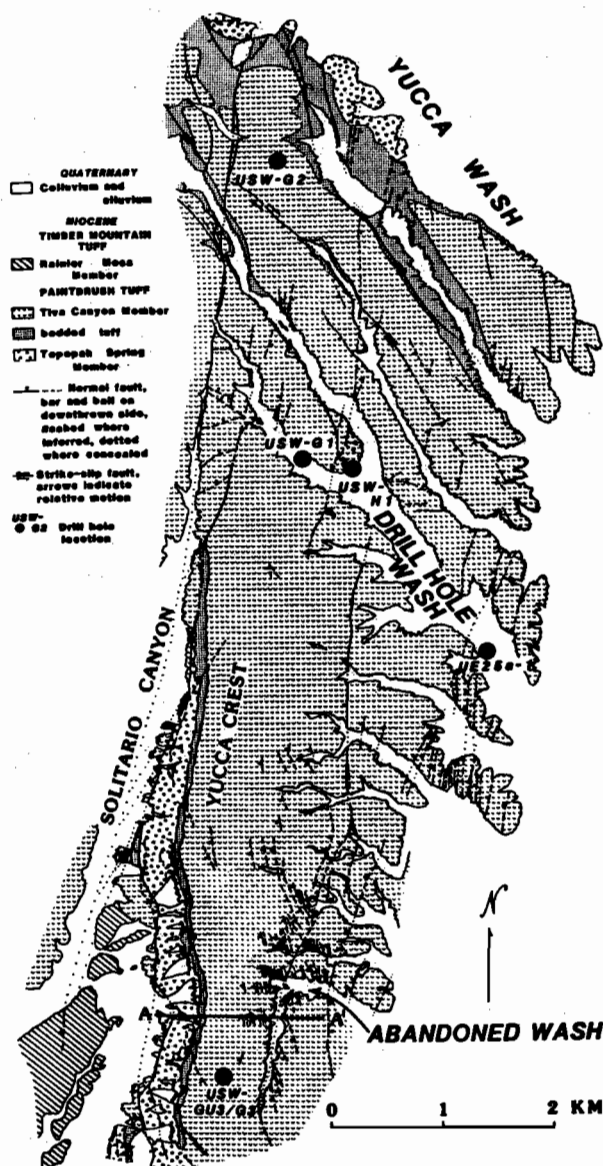 YUCCA
WASH
USW-G2
QUATERNARY
Colluvium and
alluvium
MIOCENE
TIMBER MOUNTAIN
TUFF
Rainier Mesa
Member
PAINTBRUSH TUFF
Tiva Canyon Member
bedded tuff
Topopah Spring
Member
Normal fault,
bar and ball on
downthrown side,
dashed where
inferred, dotted
where concealed
Strike-slip fault,
arrows indicate
relative motion
USW-
G2 Drill hole
location
USW-G1
USW-
H1
DRILL HOLE
WASH
UE25a-
SOLITARIO CANYON
YUCCA CREST
N
A
A'
ABANDONED WASH
USW-
GU3/G3
0 1 2 KM